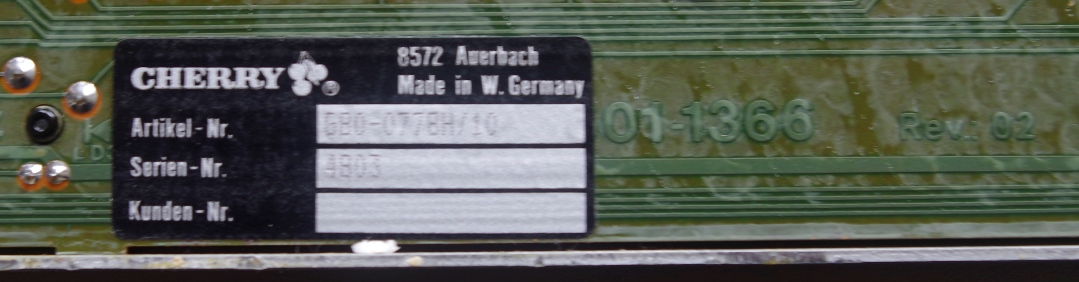 CHERRY ®
8572 Auerbach
Made in W. Germany
Artikel-Nr. G80-0778H/10
Serien-Nr. 4803
Kunden-Nr.
01-1366 Rev.: 02
K
LD